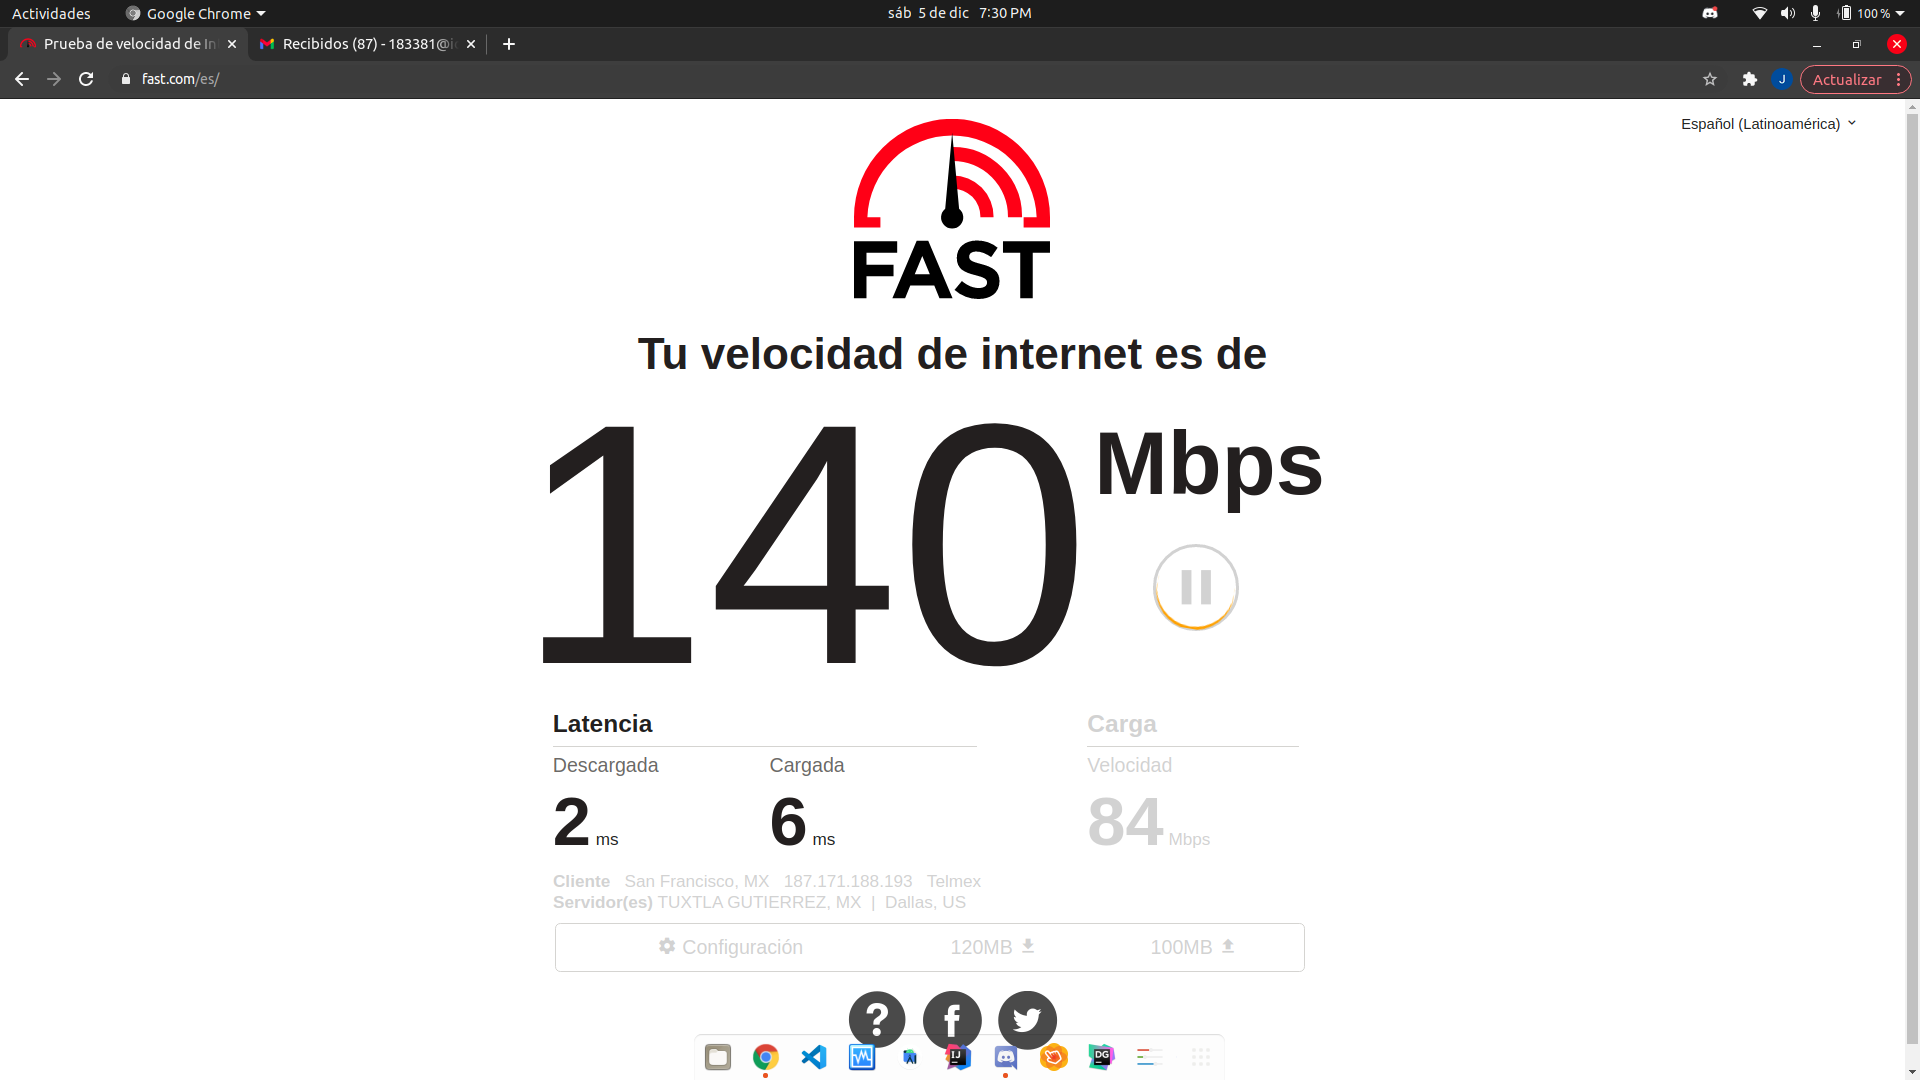 Actividades Google Chrome sáb 5 de dic 7:30 PM 100 %
Prueba de velocidad de In Recibidos (87) - 183381@i
fast.com/es/ J Actualizar
Español (Latinoamérica)
FAST
Tu velocidad de internet es de
140 Mbps
Latencia Carga
Descargada Cargada Velocidad
2 ms 6 ms 84 Mbps
Cliente San Francisco, MX 187.171.188.193 Telmex
Servidor(es) TUXTLA GUTIERREZ, MX | Dallas, US
Configuración 120MB 100MB
? f
IJ DG